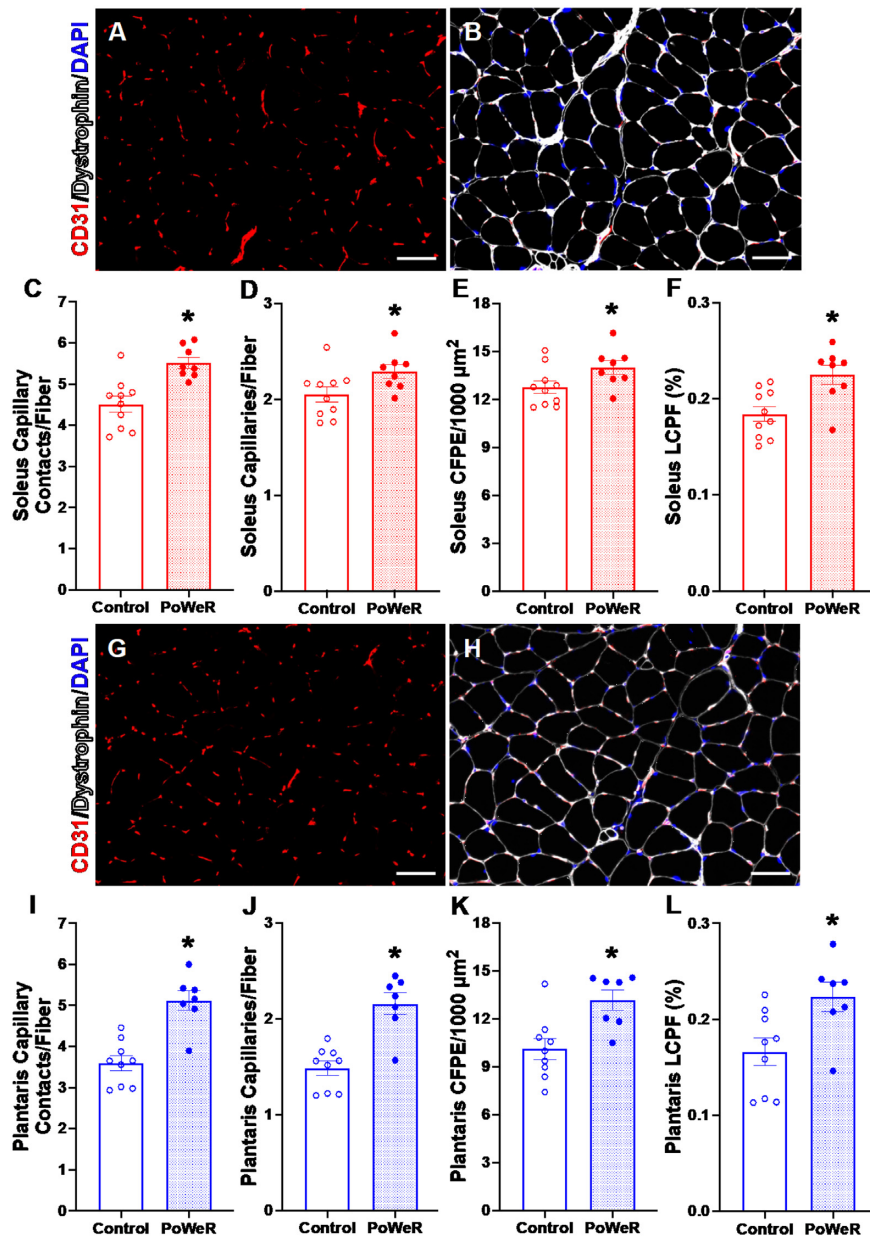 A
B
CD31/Dystrophin/DAPI
C
D
E
F
*
*
*
*
Soleus Capillary
Contacts/Fiber
7
6
5
4
3
2
1
0
Control PoWeR
Soleus Capillaries/Fiber
3
2
1
0
Control PoWeR
Soleus CFPE/1000 µm²
18
15
12
9
6
3
0
Control PoWeR
Soleus LCPF (%)
0.3
0.2
0.1
0.0
Control PoWeR
G
H
CD31/Dystrophin/DAPI
I
J
K
L
*
*
*
*
Plantaris Capillary
Contacts/Fiber
7
6
5
4
3
2
1
0
Control PoWeR
Plantaris Capillaries/Fiber
3
2
1
0
Control PoWeR
Plantaris CFPE/1000 µm²
18
15
12
9
6
3
0
Control PoWeR
Plantaris LCPF (%)
0.3
0.2
0.1
0.0
Control PoWeR